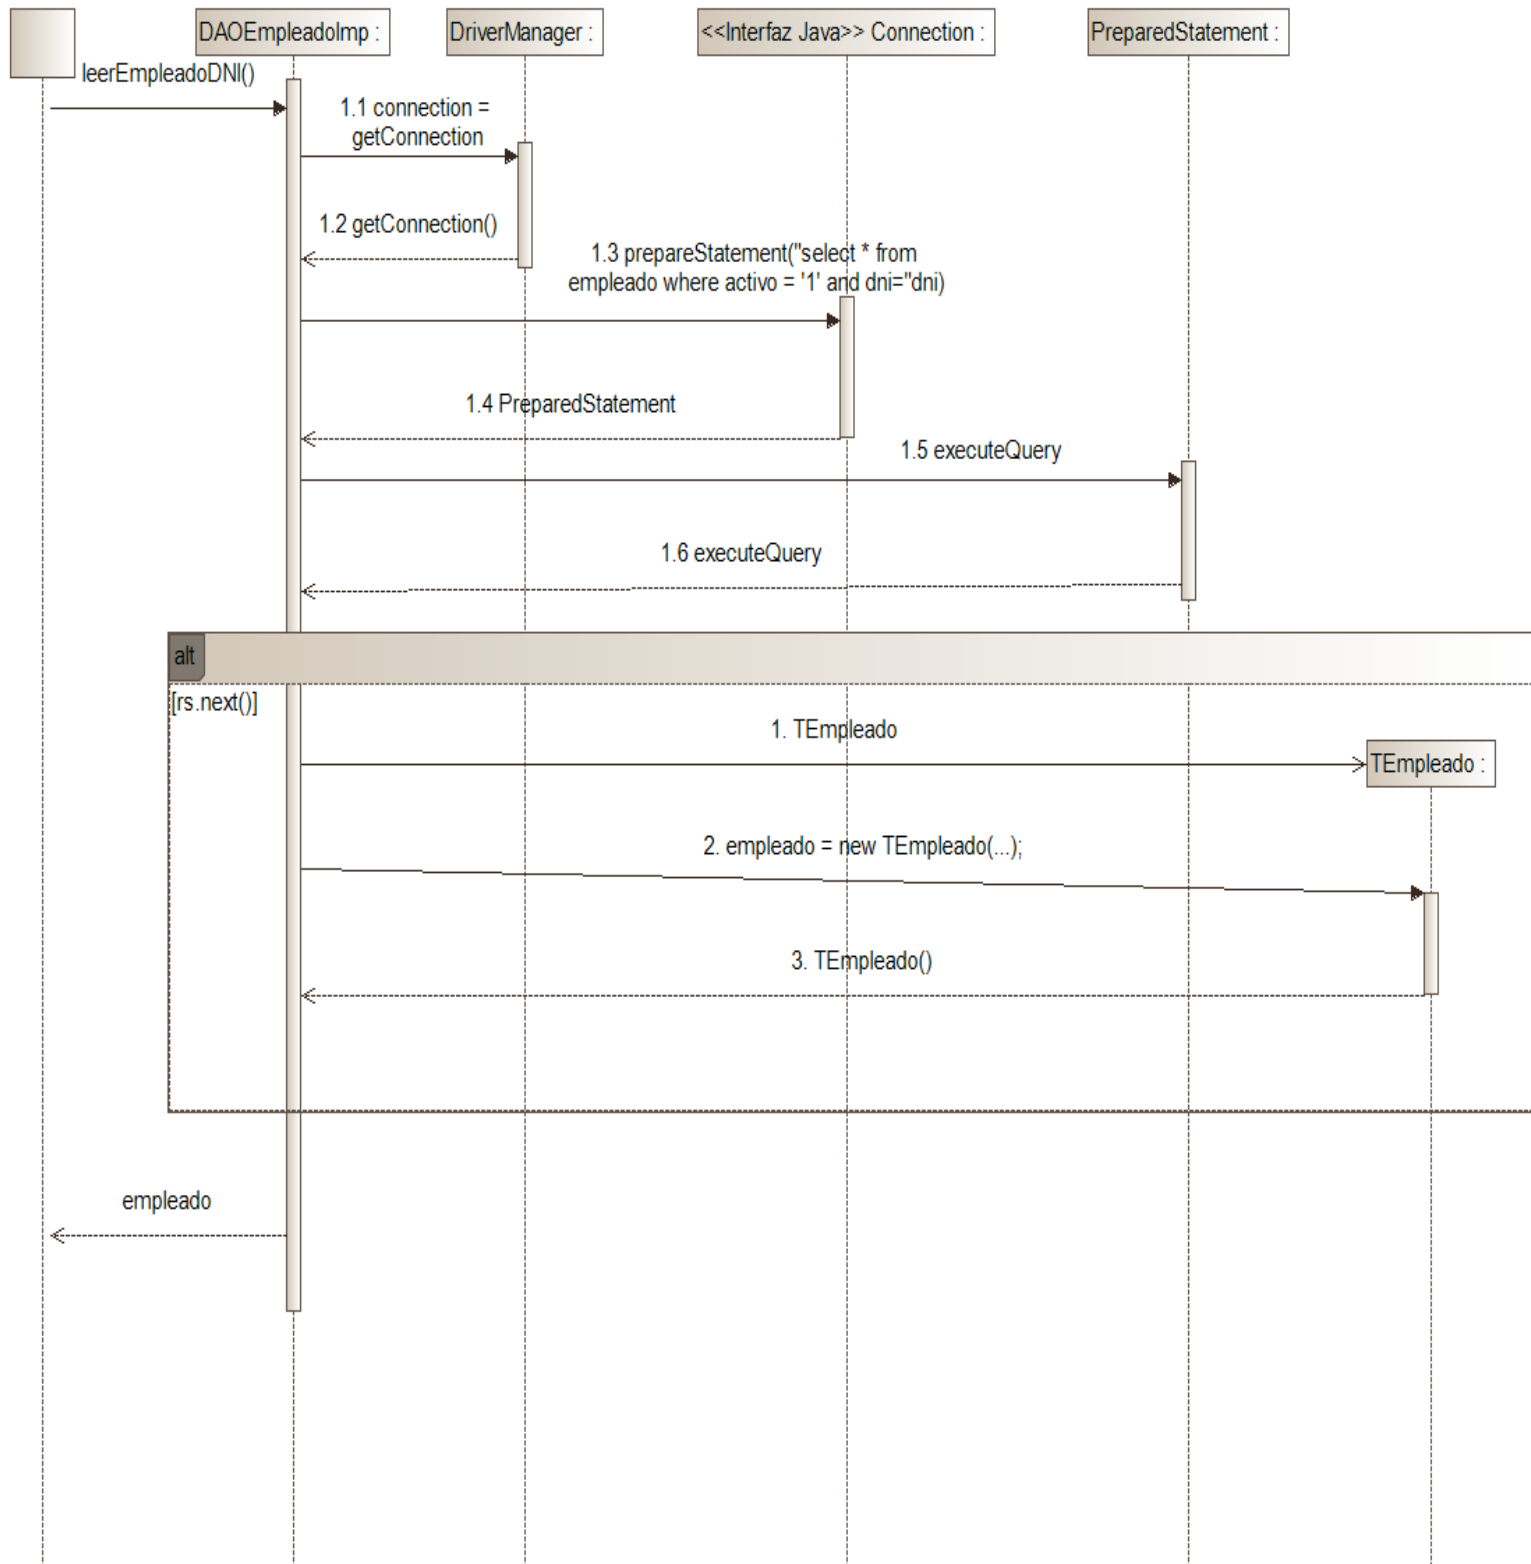 DAOEmpleadoImp :
DriverManager :
<<Interfaz Java>> Connection :
PreparedStatement :
leerEmpleadoDNI()
1.1 connection =
getConnection
1.2 getConnection()
1.3 prepareStatement("select * from
empleado where activo = '1' and dni="dni)
1.4 PreparedStatement
1.5 executeQuery
1.6 executeQuery
alt
[rs.next()]
1. TEmpleado
TEmpleado :
2. empleado = new TEmpleado(...);
3. TEmpleado()
empleado